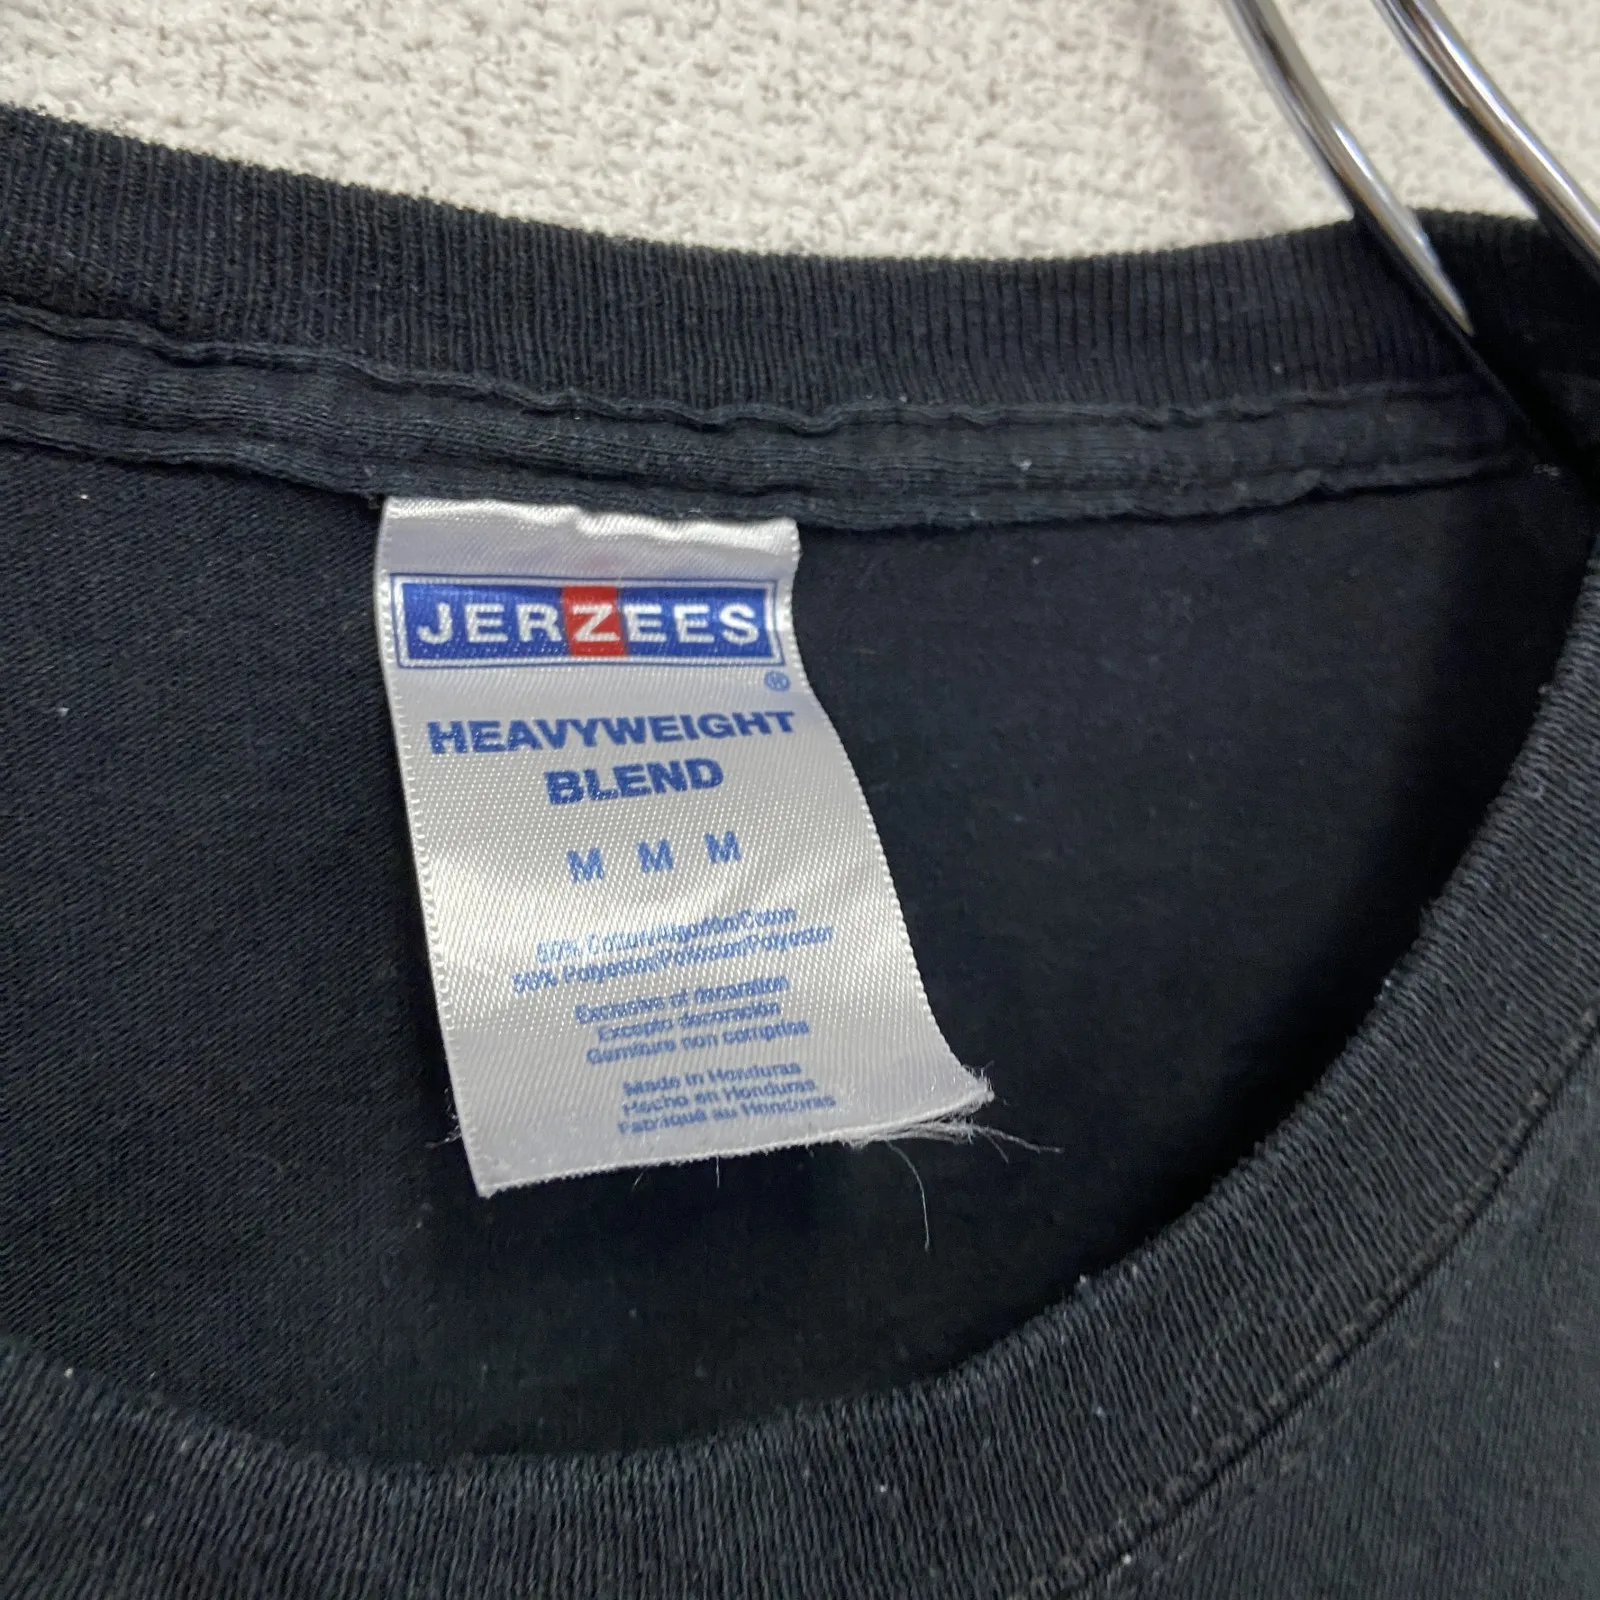 JERZEES
®
HEAVYWEIGHT
BLEND
M M M
50% Cotton/Algodón/Coton
50% Polyester/Poliester/Polyester
Exclusive of decoration
Excepto decoración
Garniture non comprise
Made in Honduras
Hecho en Honduras
Fabriqué au Honduras